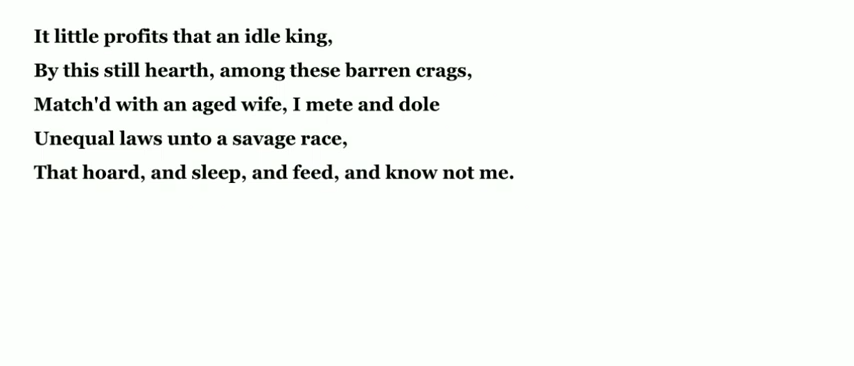 It little profits that an idle king,
By this still hearth, among these barren crags,
Match'd with an aged wife, I mete and dole
Unequal laws unto a savage race,
That hoard, and sleep, and feed, and know not me.